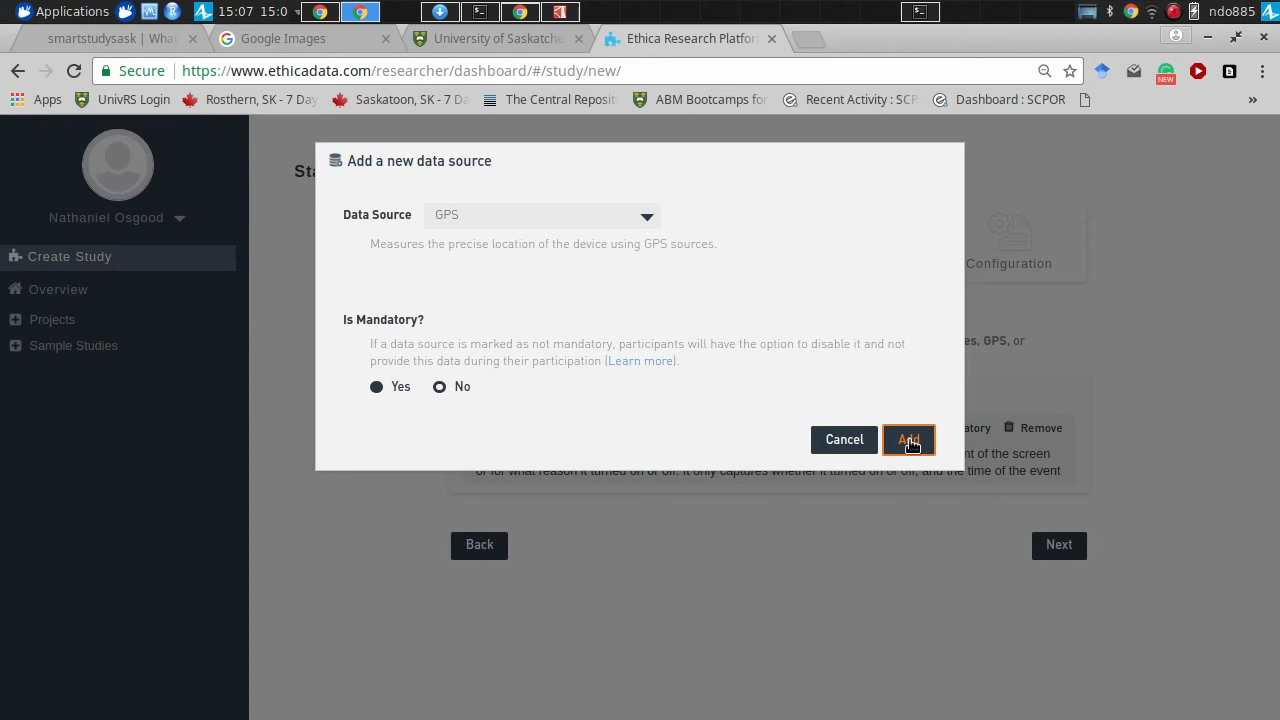 Applications 15:07 15:0 ndo885
smartstudysask | What Google Images University of Saskatche Ethica Research Platfor
Secure https://www.ethicadata.com/researcher/dashboard/#/study/new/
NEW
Apps UnivRS Login Rosthern, SK - 7 Day Saskatoon, SK - 7 Da The Central Reposit ABM Bootcamps for Recent Activity : SCP Dashboard : SCPOR »
Nathaniel Osgood
Create Study
Overview
Projects
Sample Studies
Sta
Configuration
es, GPS, or
Add a new data source
Data Source GPS
Measures the precise location of the device using GPS sources.
Is Mandatory?
If a data source is marked as not mandatory, participants will have the option to disable it and not
provide this data during their participation (Learn more).
Yes No
Cancel Add
atory Remove
nt of the screen
or for what reason it turned on or off. It only captures whether it turned on or off, and the time of the event
Back Next